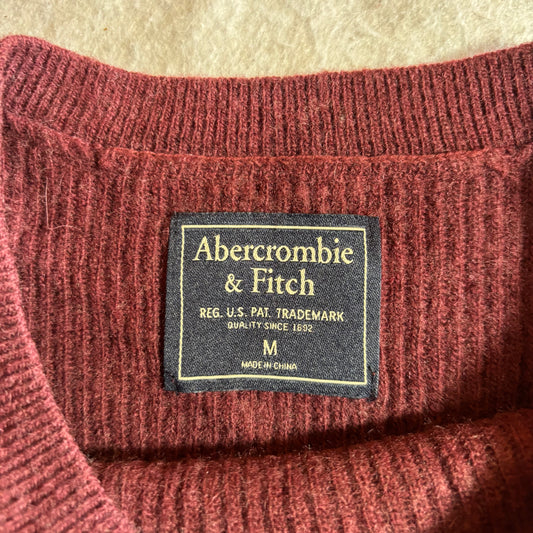 Abercrombie
& Fitch
REG. U.S. PAT. TRADEMARK
QUALITY SINCE 1892
M
MADE IN CHINA